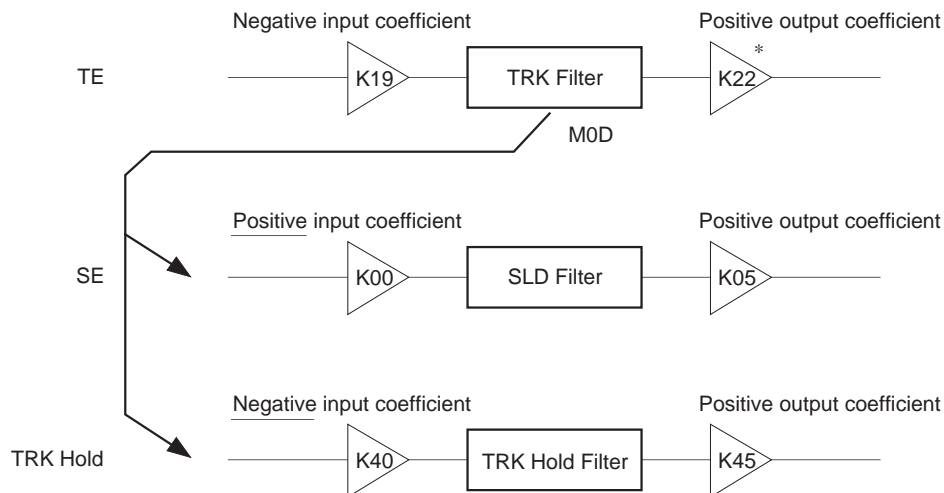 Negative input coefficient
Positive output coefficient
TE
K19
TRK Filter
K22
*
M0D
Positive input coefficient
Positive output coefficient
SE
K00
SLD Filter
K05
Negative input coefficient
Positive output coefficient
TRK Hold
K40
TRK Hold Filter
K45